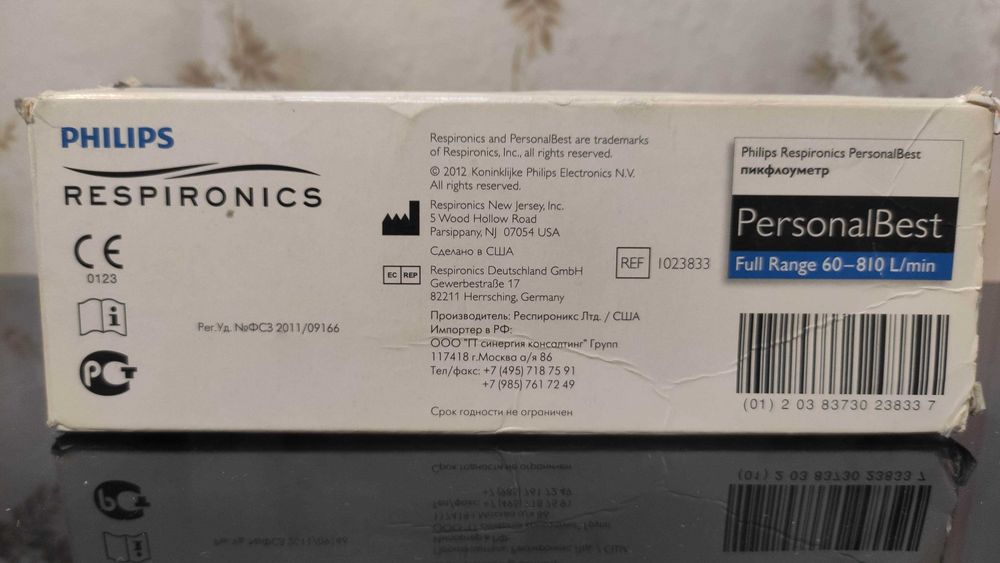 PHILIPS
RESPIRONICS
CE
0123
i
РСТ
Рег.Уд. №ФСЗ 2011/09166
Respironics and PersonalBest are trademarks
of Respironics, Inc., all rights reserved.
© 2012 Koninklijke Philips Electronics N.V.
All rights reserved.
Respironics New Jersey, Inc.
5 Wood Hollow Road
Parsippany, NJ 07054 USA
Сделано в США
EC REP
Respironics Deutschland GmbH
Gewerbestraße 17
82211 Herrsching, Germany
Производитель: Респироникс Лтд. / США
Импортер в РФ:
ООО "IT синергия консалтинг" Групп
117418 г.Москва а/я 86
Тел/факс: +7 (495) 718 75 91
+7 (985) 761 72 49
Срок годности не ограничен
REF 1023833
Philips Respironics PersonalBest
пикфлоуметр
PersonalBest
Full Range 60–810 L/min
(01) 2 03 83730 23833 7